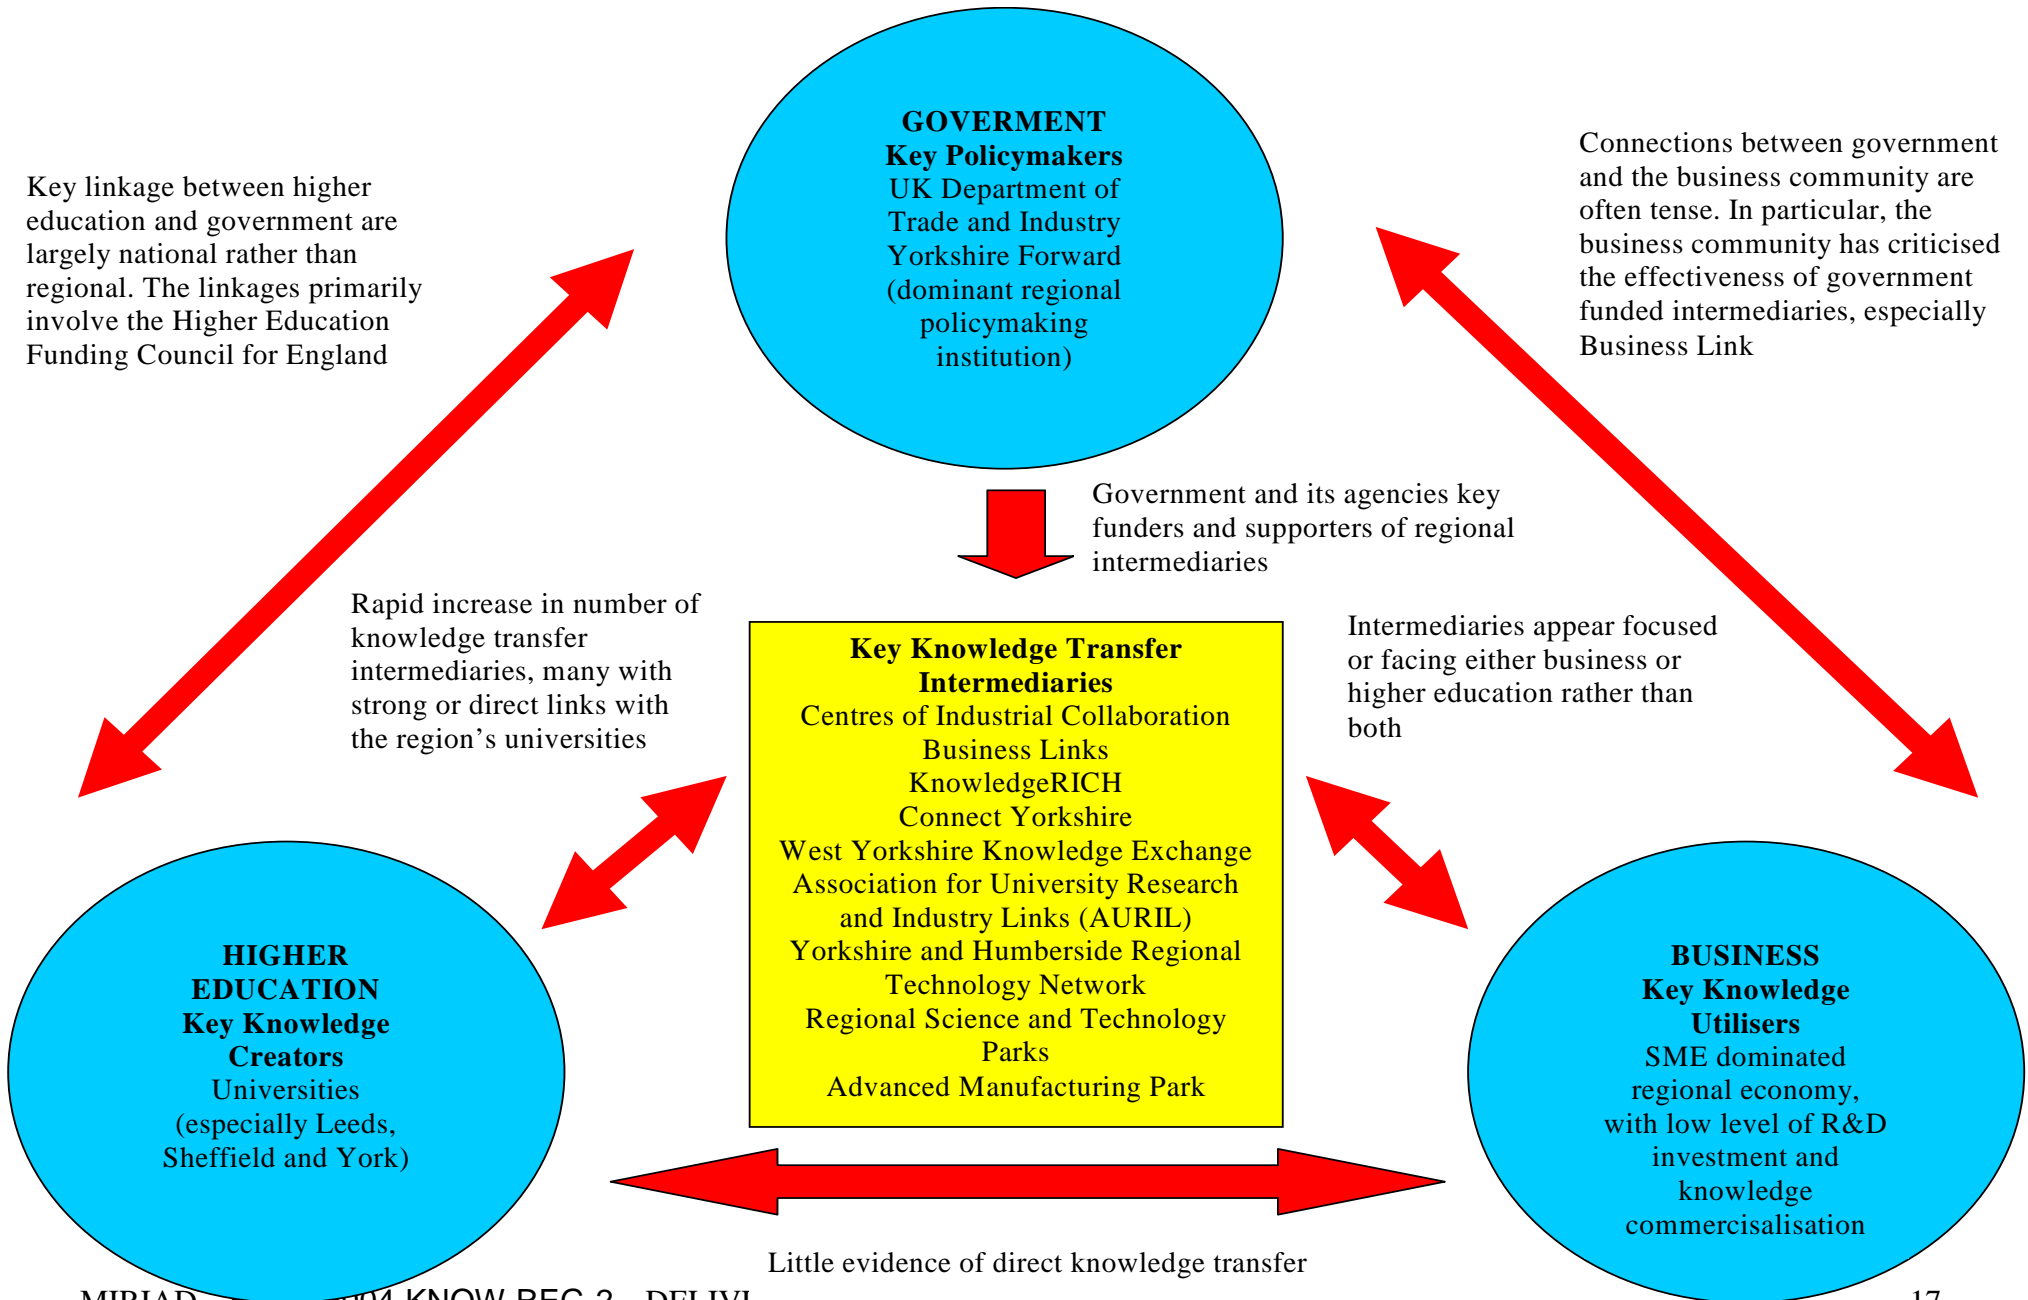 GOVERMENT
Key Policymakers
UK Department of
Trade and Industry
Yorkshire Forward
(dominant regional
policymaking
institution)
Key linkage between higher
education and government are
largely national rather than
regional. The linkages primarily
involve the Higher Education
Funding Council for England
Connections between government
and the business community are
often tense. In particular, the
business community has criticised
the effectiveness of government
funded intermediaries, especially
Business Link
Government and its agencies key
funders and supporters of regional
intermediaries
Rapid increase in number of
knowledge transfer
intermediaries, many with
strong or direct links with
the region’s universities
Key Knowledge Transfer
Intermediaries
Centres of Industrial Collaboration
Business Links
KnowledgeRICH
Connect Yorkshire
West Yorkshire Knowledge Exchange
Association for University Research
and Industry Links (AURIL)
Yorkshire and Humberside Regional
Technology Network
Regional Science and Technology
Parks
Advanced Manufacturing Park
Intermediaries appear focused
or facing either business or
higher education rather than
both
HIGHER
EDUCATION
Key Knowledge
Creators
Universities
(especially Leeds,
Sheffield and York)
BUSINESS
Key Knowledge
Utilisers
SME dominated
regional economy,
with low level of R&D
investment and
knowledge
commercisalisation
Little evidence of direct knowledge transfer
MIRIAD 004 KNOW-REG-2 DELIVI 17